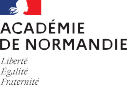 ACADÉMIE
DE NORMANDIE
Liberté
Égalité
Fraternité